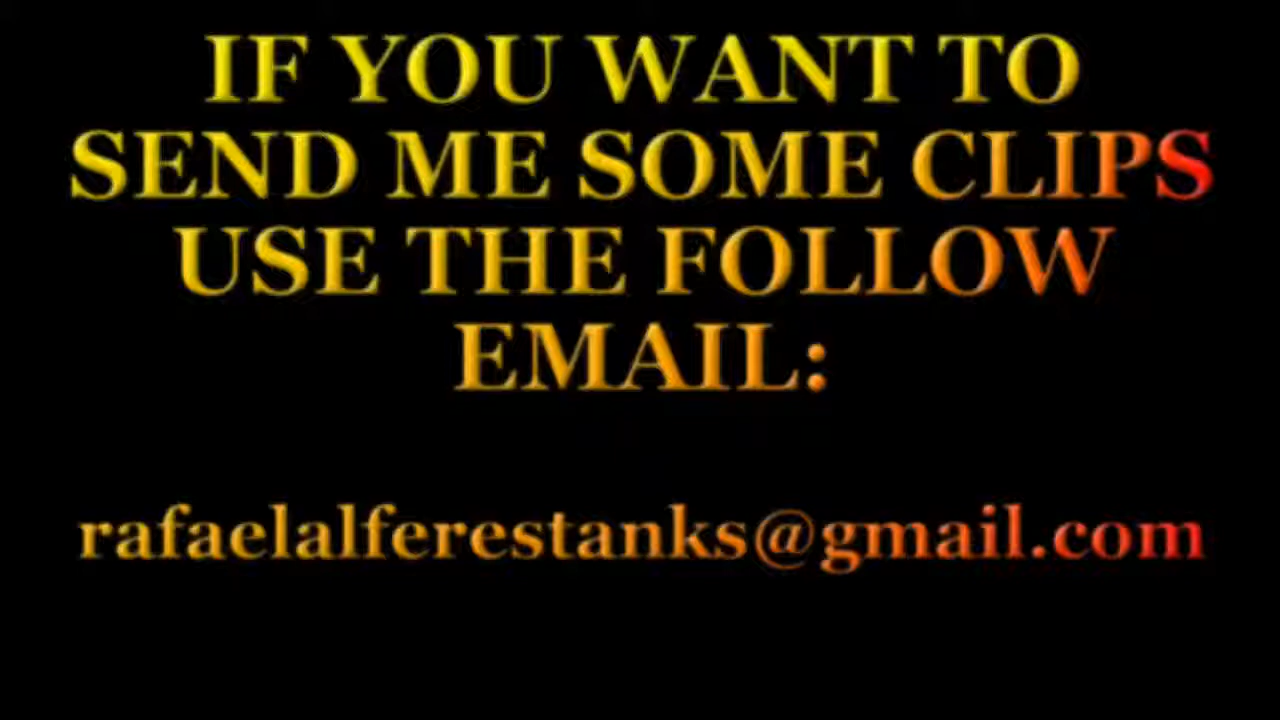 IF YOU WANT TO
SEND ME SOME CLIPS
USE THE FOLLOW
EMAIL:
rafaelalferestanks@gmail.com